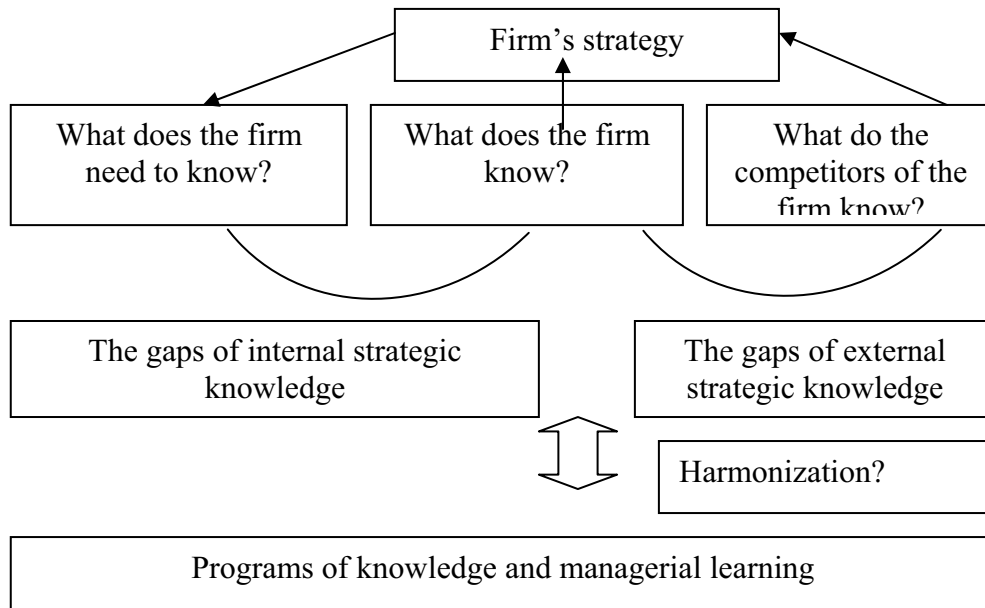 Firm’s strategy
What does the firm
need to know?
What does the firm
know?
What do the
competitors of the
firm know?
The gaps of internal strategic
knowledge
The gaps of external
strategic knowledge
Harmonization?
Programs of knowledge and managerial learning